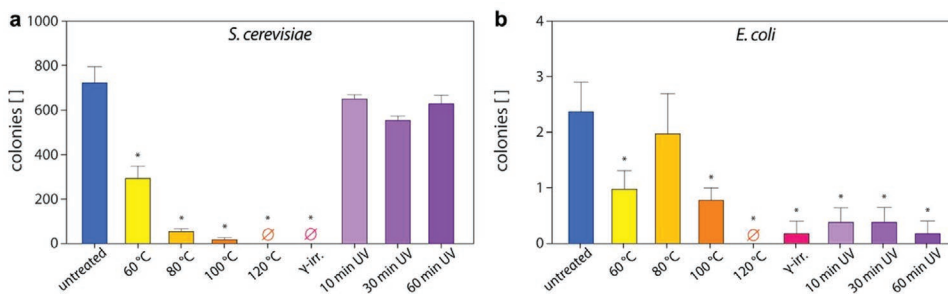 a
S. cerevisiae
colonies [ ]
1000
800
600
400
200
0
*
*
*
*
*
Ø
Ø
untreated
60 °C
80 °C
100 °C
120 °C
γ-irr.
10 min UV
30 min UV
60 min UV
b
E. coli
colonies [ ]
4
3
2
1
0
*
*
*
*
*
*
*
Ø
untreated
60 °C
80 °C
100 °C
120 °C
γ-irr.
10 min UV
30 min UV
60 min UV